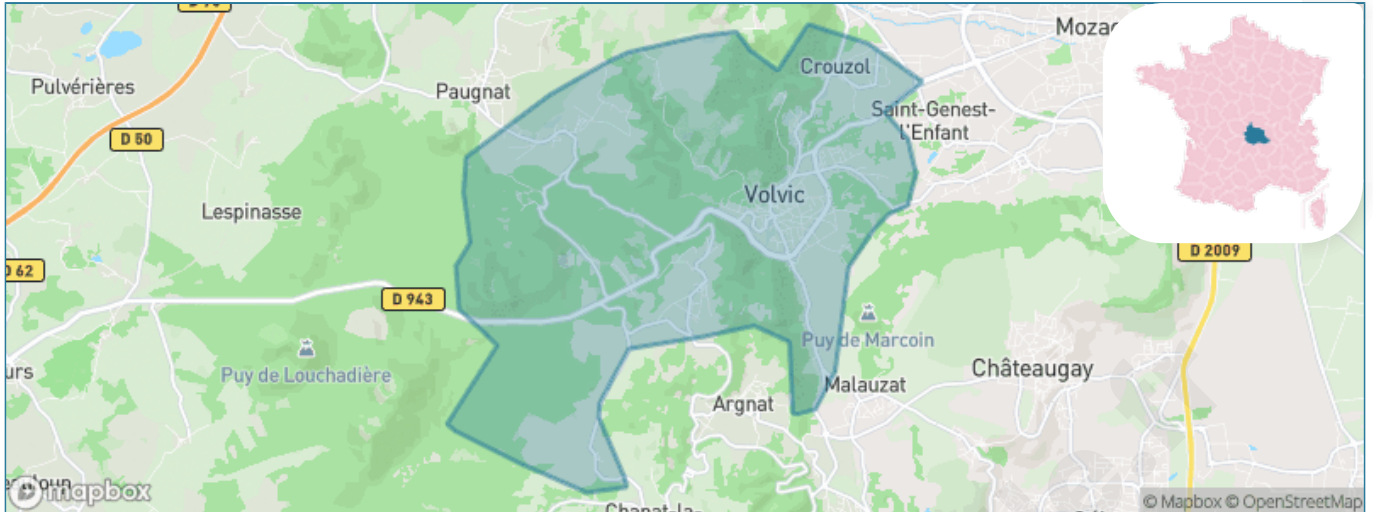 Mozac
Crouzol
Pulvérières
Paugnat
Saint-Genest-
l'Enfant
D 50
Volvic
Lespinasse
D 2009
D 62
D 943
Puy de Marcoin
Châteaugay
Puy de Louchadière
Malauzat
Argnat
mapbox
© Mapbox © OpenStreetMap